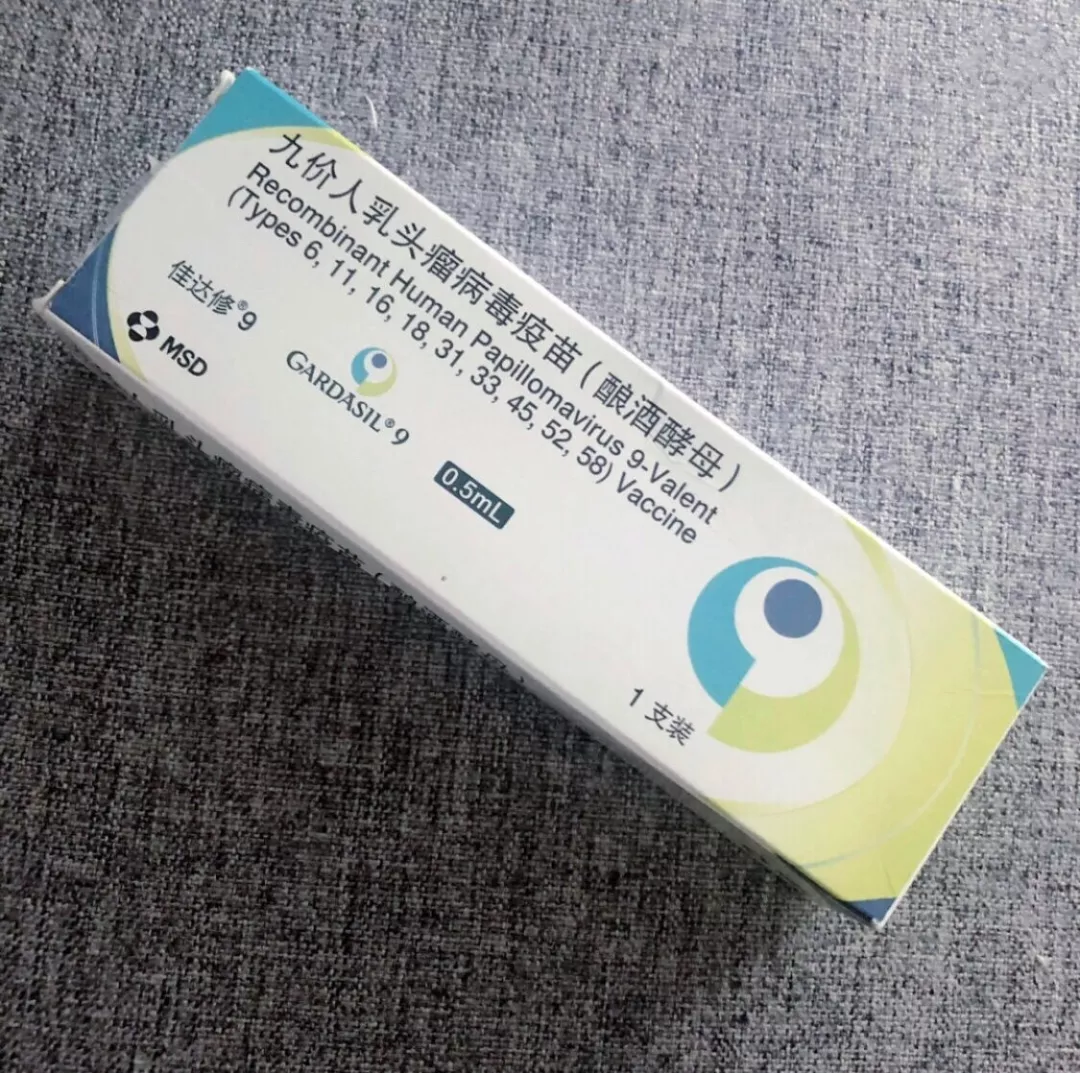 九价人乳头瘤病毒疫苗（酿酒酵母）
Recombinant Human Papillomavirus 9-Valent
(Types 6, 11, 16, 18, 31, 33, 45, 52, 58) Vaccine
佳达修®9
MSD
GARDASIL®9
0.5mL
1 支装